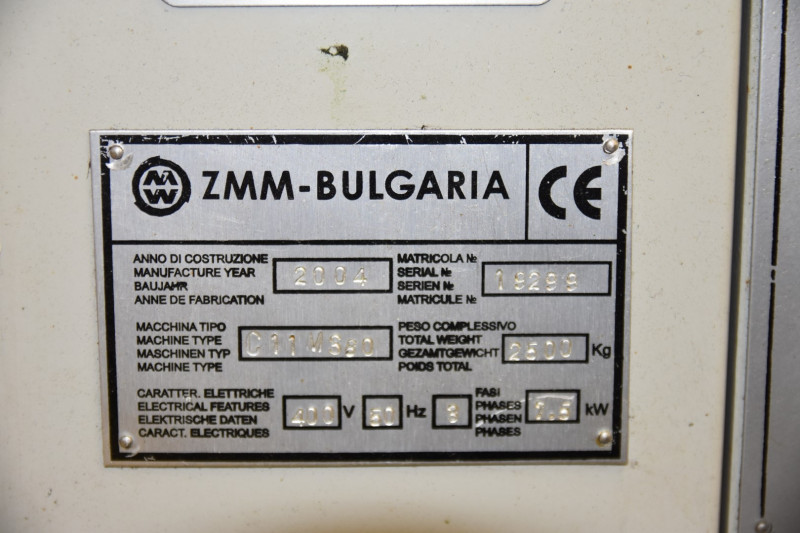 MW ZMM-BULGARIA CE
ANNO DI COSTRUZIONE
MANUFACTURE YEAR
BAUJAHR
ANNE DE FABRICATION
2004
MATRICOLA №
SERIAL №
SERIEN №
MATRICULE №
MACCHINA TIPO
MACHINE TYPE
MASCHINEN TYP
MACHINE TYPE
PESO COMPLESSIVO
TOTAL WEIGHT
GEZAMTGEWICHT
POIDS TOTAL
2500 Kg
CARATTER. ELETTRICHE
ELECTRICAL FEATURES
ELEKTRISCHE DATEN
CARACT. ELECTRIQUES
400 V 50 Hz 3
FASI
PHASES
PHASEN
PHASES
kW